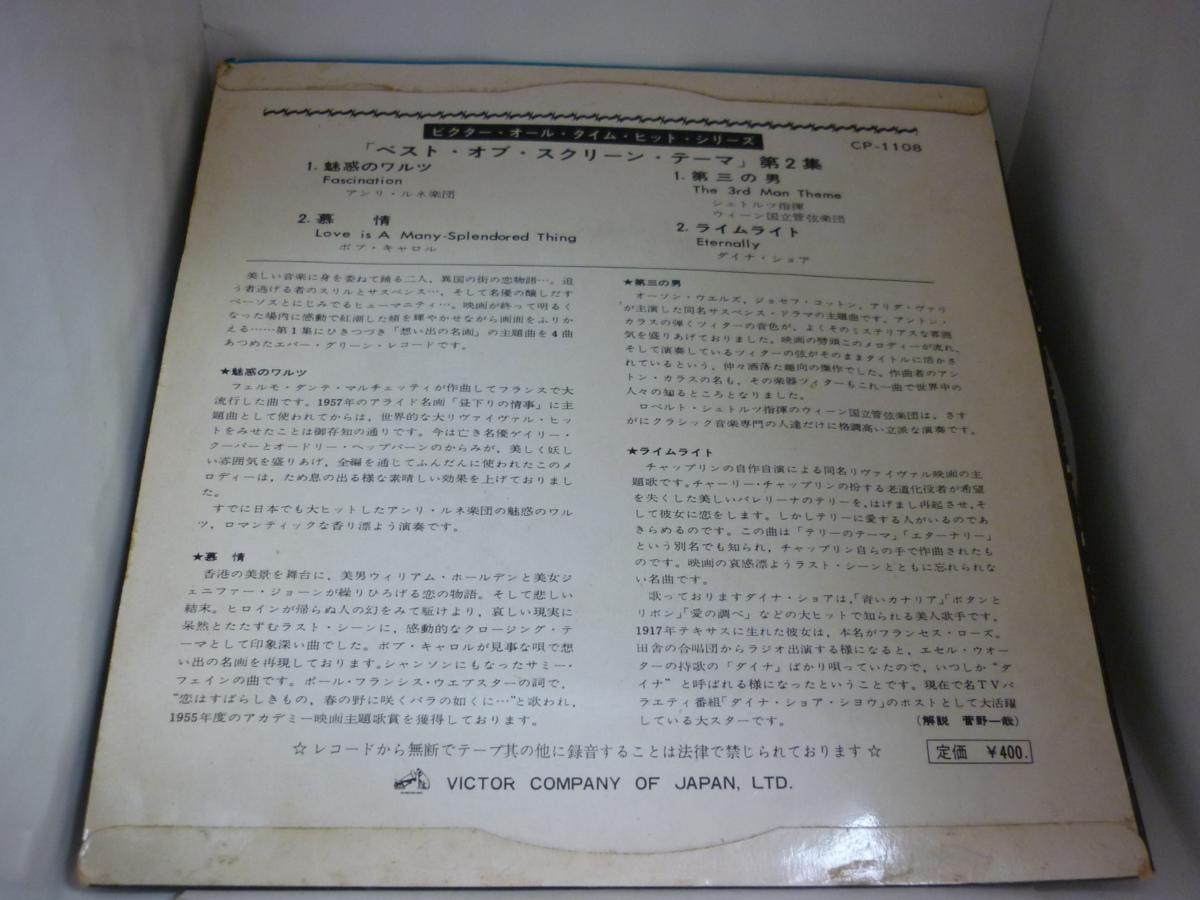 ビクター・オール・タイム・ヒット・シリーズ
CP-1108
「ベスト・オブ・スクリーン・テーマ」第2集
1. 魅惑のワルツ
Fascination
アンリ・ルネ楽団
2. 慕 情
Love is A Many-Splendored Thing
ボブ・キャロル
1. 第三の男
The 3rd Man Theme
シュトルツ指揮
ウィーン国立管弦楽団
2. ライムライト
Eternally
ダイナ・ショア
美しい音楽に身を委ねて踊る二人、異国の街の恋物語…。追
う者逃げる者のスリルとサスペンス…、そして名優の醸しだす
ペーソスとにじみでるヒューマニティ…。映画が終って明るく
なった場内に感動で紅潮した頬を輝やかせながら画面をふりか
える……第1集にひきつづき「想い出の名画」の主題曲を4曲
あつめたエバー・グリーン・レコードです。
★魅惑のワルツ
フェルモ・ダンテ・マルチェッティが作曲してフランスで大
流行した曲です。1957年のアライド名画「昼下りの情事」に主
題曲として使われてからは、世界的な大リヴァイヴァル・ヒッ
トをみせたことは御存知の通りです。今は亡き名優ゲイリー・
クーパーとオードリー・ヘップバーンのからみが、美しく妖し
い雰囲気を盛りあげ、全編を通じてふんだんに使われたこのメ
ロディーは、ため息の出る様な素晴しい効果を上げておりまし
た。
すでに日本でも大ヒットしたアンリ・ルネ楽団の魅惑のワル
ツ、ロマンティックな香り漂よう演奏です。
★慕 情
香港の美景を舞台に、美男ウィリアム・ホールデンと美女ジ
ェニファー・ジョーンが繰りひろげる恋の物語。そして悲しい
結末。ヒロインが帰らぬ人の幻をみて駈けより、哀しい現実に
呆然とたたずむラスト・シーンに、感動的なクロージング・テ
ーマとして印象深い曲でした。ボブ・キャロルが見事な唄で想
い出の名画を再現しております。シャンソンにもなったサミー・
フェインの曲です。ポール・フランシス・ウエブスターの詞で、
“恋はすばらしきもの、春の野に咲くバラの如くに…”と歌われ、
1955年度のアカデミー映画主題歌賞を獲得しております。
★第三の男
オーソン・ウエルズ、ジョセフ・コットン、アリダ・ヴァリ
が主演した同名サスペンス・ドラマの主題曲です。アントン・
カラスの弾くツィターの音色が、よくそのミステリアスな雰囲
気を盛りあげておりました。映画の劈頭このメロディーが流れ、
そして演奏しているツィターの弦がそのままタイトルに活かさ
れているという、仲々洒落た趣向の傑作でした。作曲者のアン
トン・カラスの名も、その楽器ツィターもこれ一曲で世界中の
人々の知るところとなりました。
ロベルト・シュトルツ指揮のウィーン国立管弦楽団は、さす
がにクラシック音楽専門の人達だけに格調高い立派な演奏です。
★ライムライト
チャップリンの自作自演による同名リヴァイヴァル映画の主
題歌です。チャーリー・チャップリンの扮する老道化役者が希望
を失くした美しいバレリーナのテリーを、はげまし再起させ、そ
して彼女に恋をします。しかしテリーに愛する人がいるのであ
きらめるのです。この曲は「テリーのテーマ」「エターナリー」
という別名でも知られ、チャップリン自らの手で作曲されたも
のです。映画の哀感漂ようラスト・シーンとともに忘れられな
い名曲です。
歌っておりますダイナ・ショアは、「青いカナリア」「ボタンと
リボン」「愛の調べ」などの大ヒットで知られる美人歌手です。
1917年テキサスに生れた彼女は、本名がフランセス・ローズ。
田舎の合唱団からラジオ出演する様になると、エセル・ウオー
ターの持歌の「ダイナ」ばかり唄っていたので、いつしか“ダ
イナ”と呼ばれる様になったということです。現在で名TVバ
ラエティ番組「ダイナ・ショア・ショウ」のホストとして大活躍
している大スターです。
(解説 菅野一哉)
☆ レコードから無断でテープ其の他に録音することは法律で禁じられております ☆
定価 ￥400.
VICTOR COMPANY OF JAPAN, LTD.